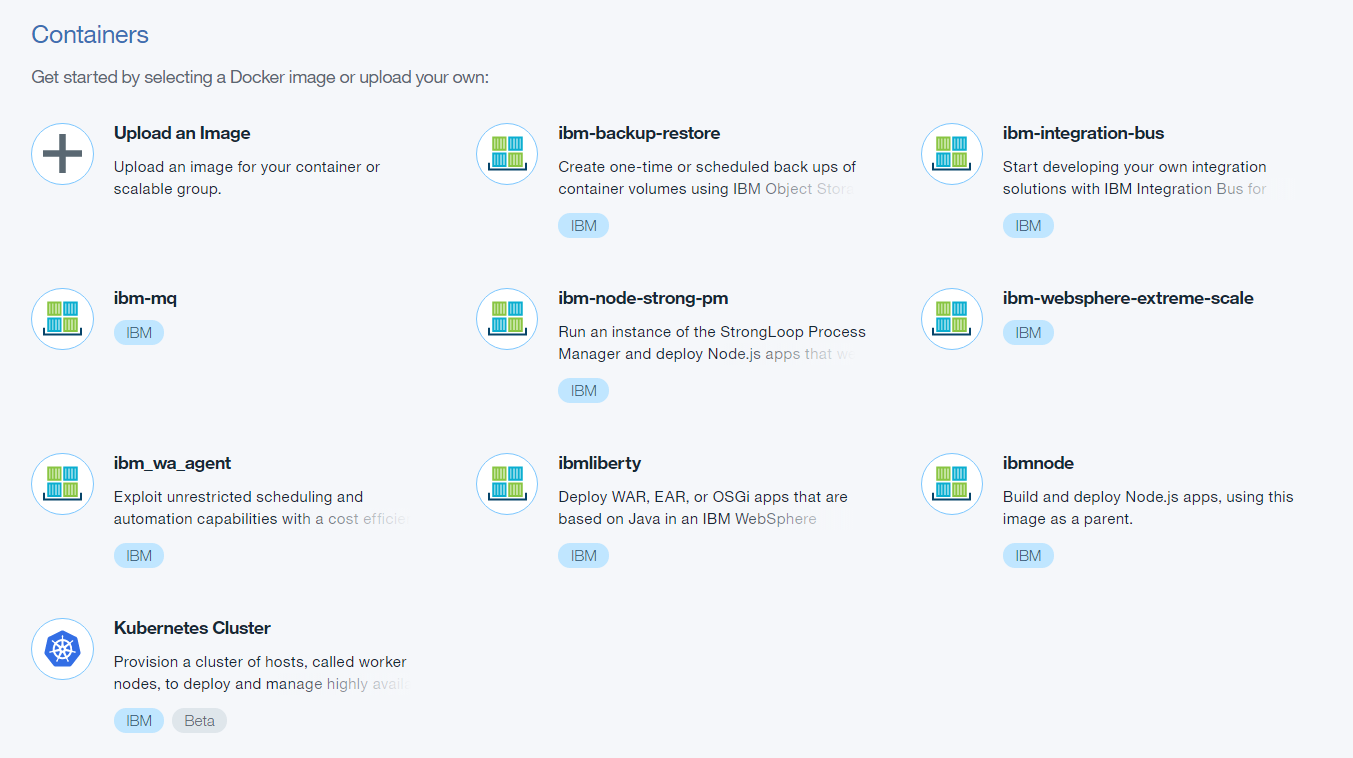 Containers
Get started by selecting a Docker image or upload your own:
Upload an Image
Upload an image for your container or
scalable group.
ibm-backup-restore
Create one-time or scheduled back ups of
container volumes using IBM Object Stora
IBM
ibm-integration-bus
Start developing your own integration
solutions with IBM Integration Bus for
IBM
ibm-mq
IBM
ibm-node-strong-pm
Run an instance of the StrongLoop Process
Manager and deploy Node.js apps that we
IBM
ibm-websphere-extreme-scale
IBM
ibm_wa_agent
Exploit unrestricted scheduling and
automation capabilities with a cost efficie
IBM
ibmliberty
Deploy WAR, EAR, or OSGi apps that are
based on Java in an IBM WebSphere
IBM
ibmnode
Build and deploy Node.js apps, using this
image as a parent.
IBM
Kubernetes Cluster
Provision a cluster of hosts, called worker
nodes, to deploy and manage highly avail
IBM Beta